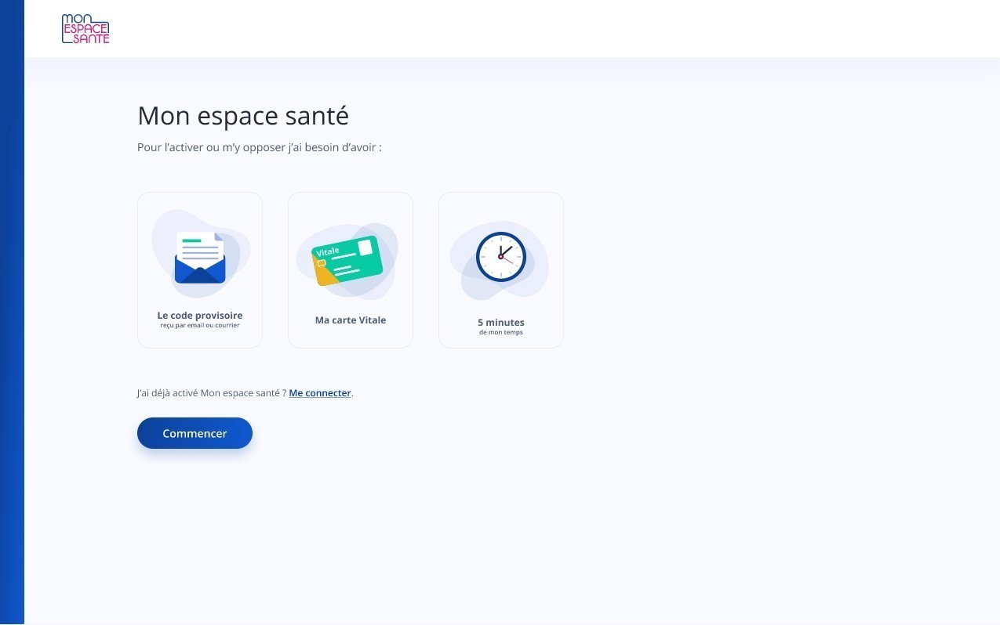 mon
ESPACE
SANTÉ
Mon espace santé
Pour l’activer ou m’y opposer j’ai besoin d’avoir :
Vitale
Le code provisoire
reçu par email ou courrier
Ma carte Vitale
5 minutes
de mon temps
J’ai déjà activé Mon espace santé ? Me connecter.
Commencer